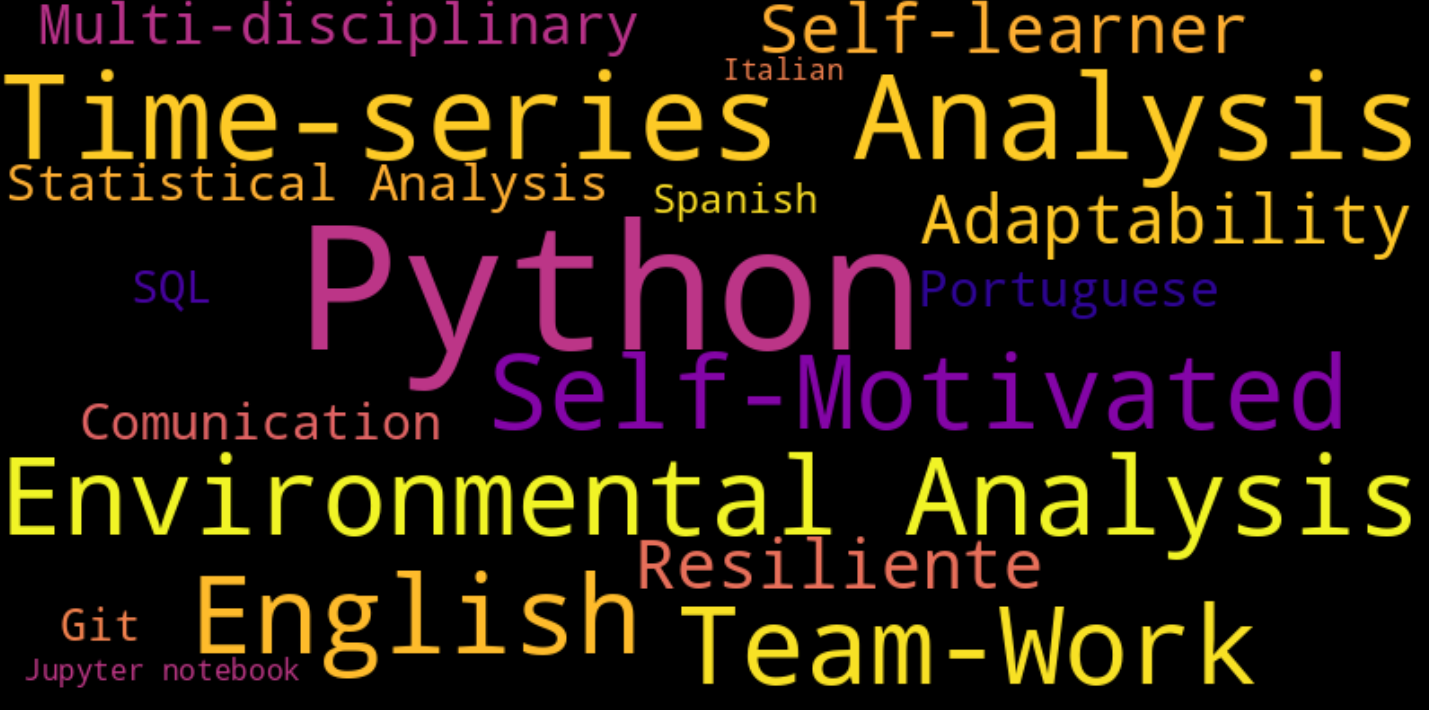 Multi-disciplinary
Self-learner
Italian
Time-series Analysis
Statistical Analysis
Spanish
Adaptability
Python
SQL
Portuguese
Self-Motivated
Comunication
Environmental Analysis
Resiliente
English
Git
Team-Work
Jupyter notebook